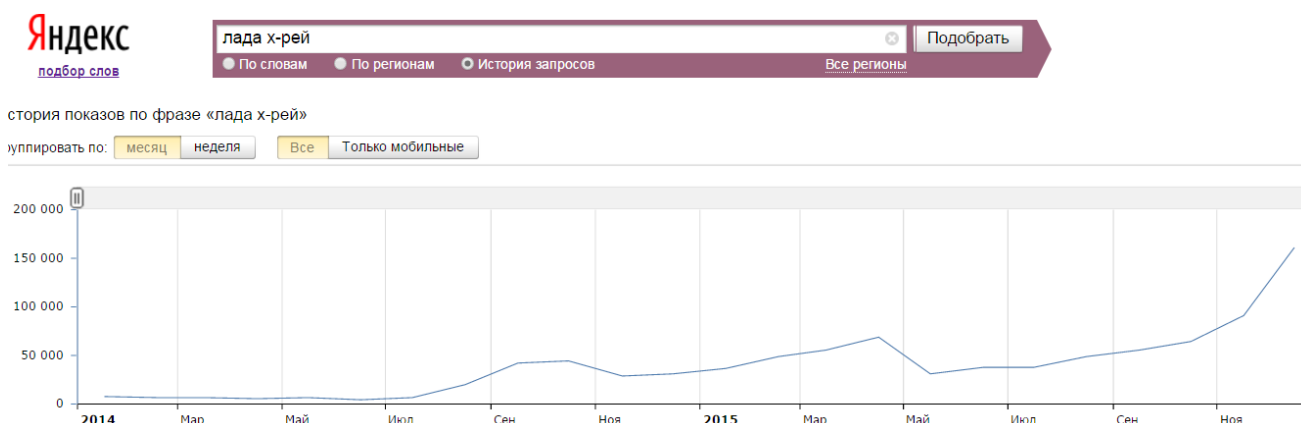 Яндекс
подбор слов
лада х-рей
Подобрать
По словам По регионам История запросов Все регионы
стория показов по фразе «лада х-рей»
уппировать по: месяц неделя Все Только мобильные
200 000
150 000
100 000
50 000
0
2014 Мар Май Июл Сен Ноя 2015 Мар Май Июл Сен Ноя